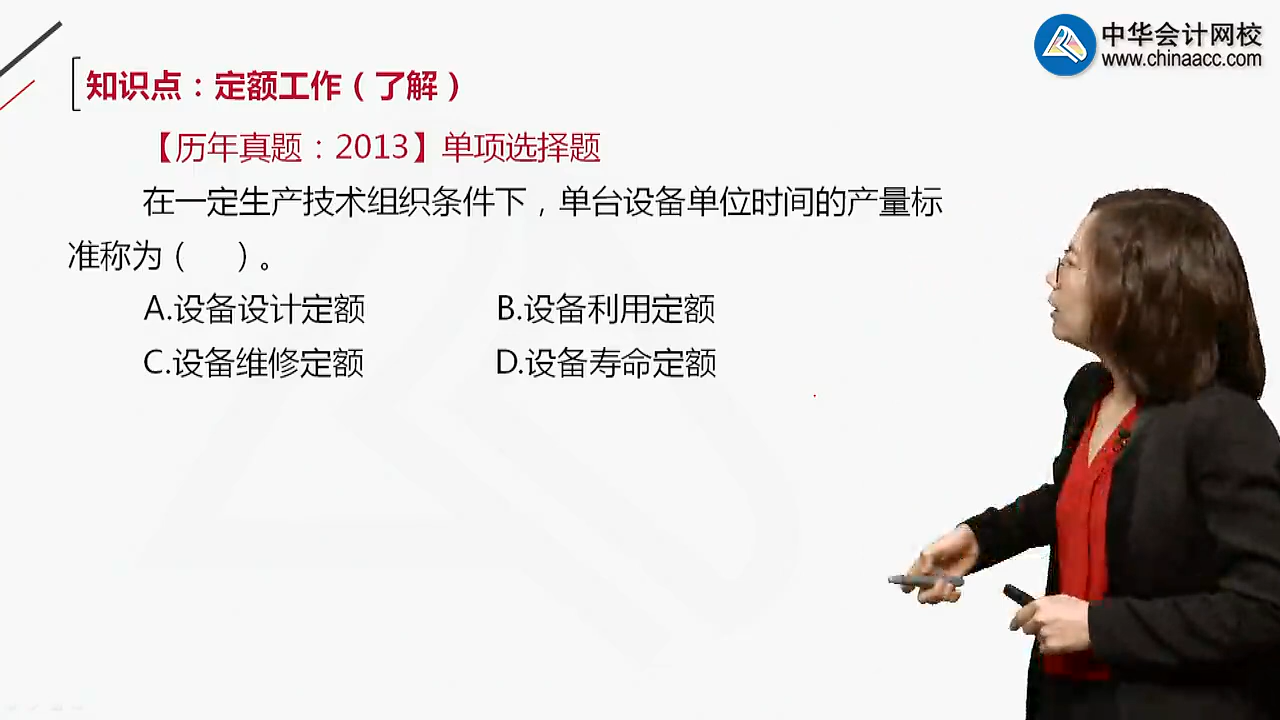 中华会计网校
www.chinaacc.com
知识点：定额工作（了解）
【历年真题：2013】单项选择题
在一定生产技术组织条件下，单台设备单位时间的产量标
准称为（ ）。
A.设备设计定额 B.设备利用定额
C.设备维修定额 D.设备寿命定额